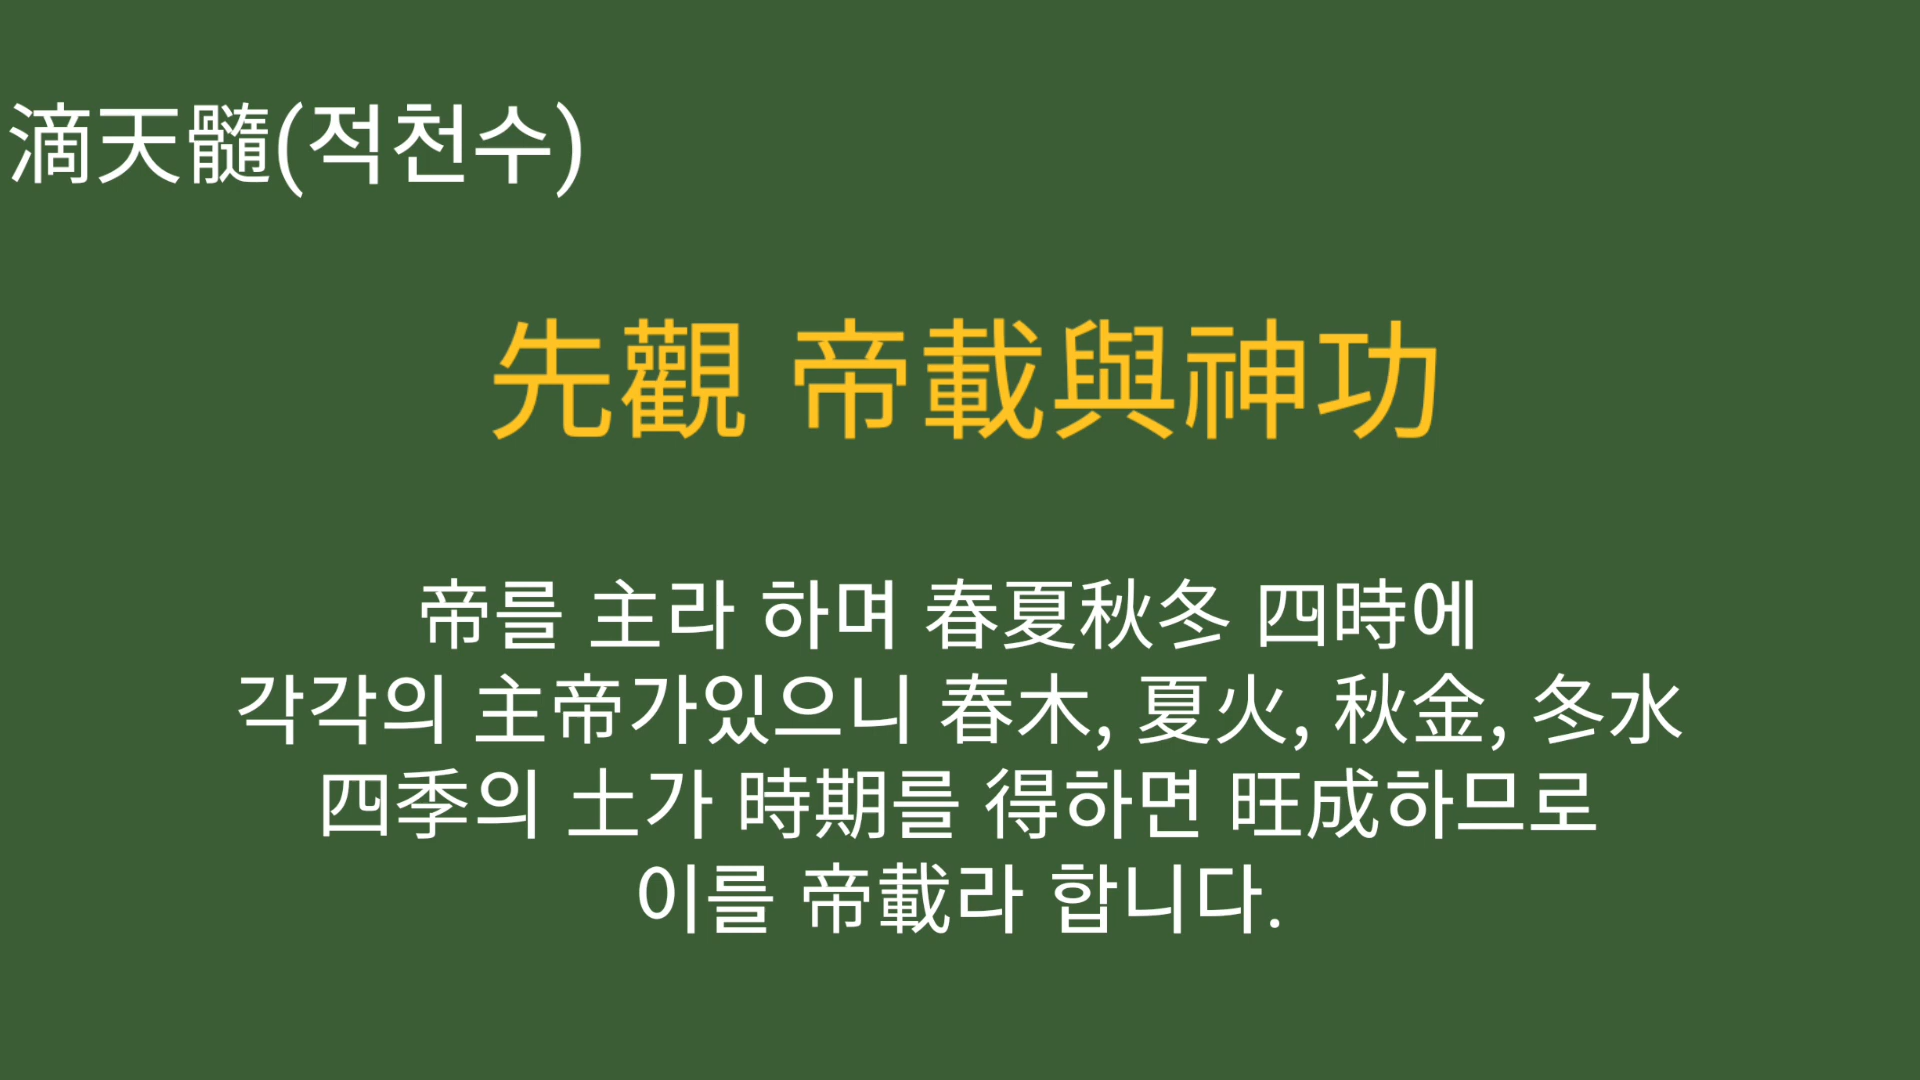 滴天髓(적천수)
先觀 帝載與神功
帝를 主라 하며 春夏秋冬 四時에
각각의 主帝가있으니 春木, 夏火, 秋金, 冬水
四季의 土가 時期를 得하면 旺成하므로
이를 帝載라 합니다.